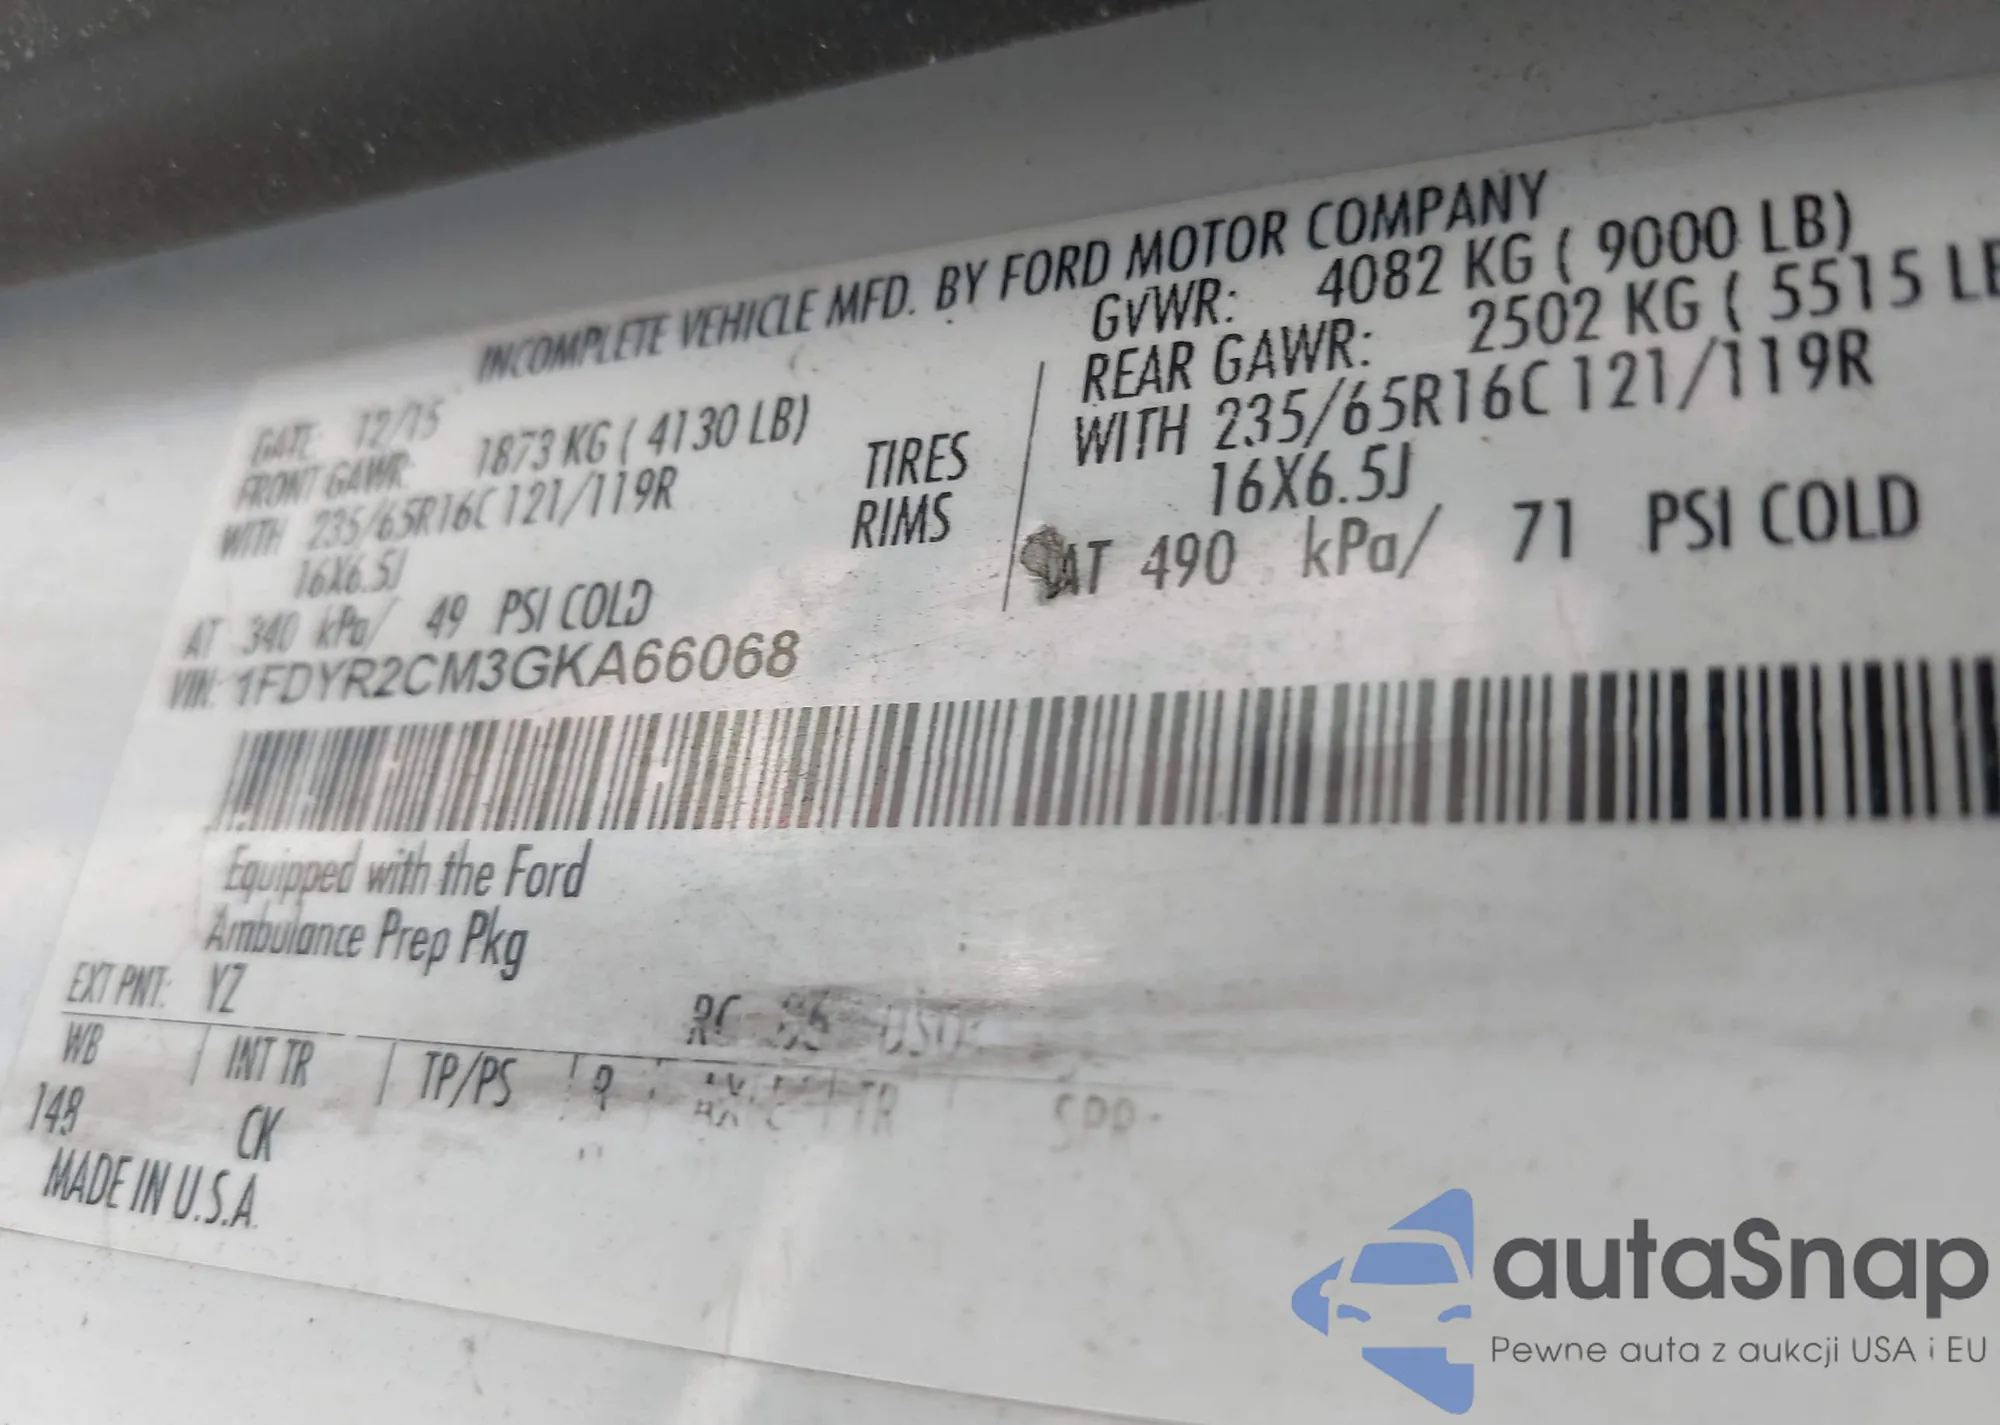 INCOMPLETE VEHICLE MFD. BY FORD MOTOR COMPANY
DATE: 12/15
GVWR: 4082 KG ( 9000 LB)
FRONT GAWR: 1873 KG ( 4130 LB)
REAR GAWR: 2502 KG ( 5515 LB
WITH 235/65R16C 121/119R
TIRES
WITH 235/65R16C 121/119R
16X6.5J
RIMS
16X6.5J
AT 340 kPa/ 49 PSI COLD
AT 490 kPa/ 71 PSI COLD
VIN: 1FDYR2CM3GKA66068
Equipped with the Ford
Ambulance Prep Pkg
EXT PNT: YZ
RC:
WB INT TR TP/PS R AX TR SPR
148 CK
MADE IN U.S.A.
autaSnap
Pewne auta z aukcji USA i EU